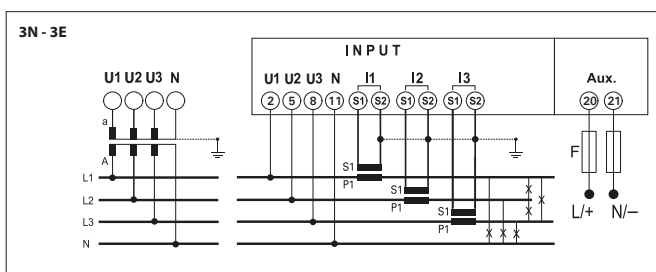 3N - 3E
INPUT
U1 U2 U3 N
U1 U2 U3 N I1 I2 I3
Aux.
2 5 8 11 S1 S2 S1 S2 S1 S2
20 21
a
A
F
S1
P1
S1
P1
S1
P1
L1
L2
L3
N
L/+ N/–